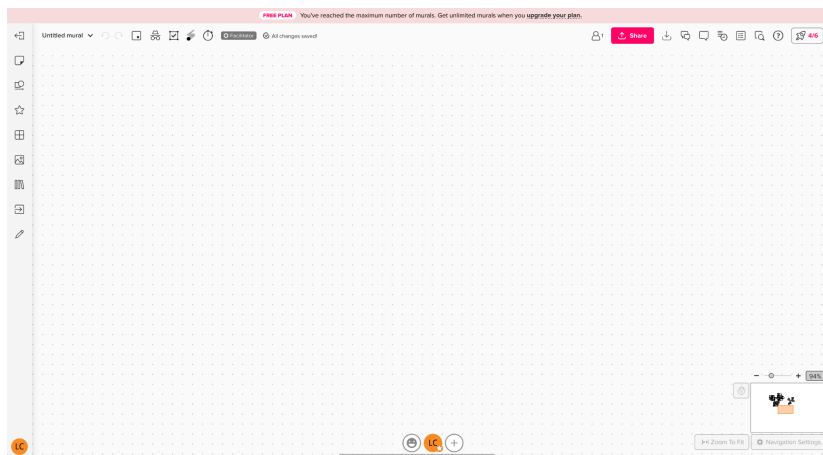 FREE PLAN You've reached the maximum number of murals. Get unlimited murals when you upgrade your plan.
Untitled mural Facilitator All changes saved! 1 Share 4/6
94%
Zoom To Fit Navigation Settings
LC LC